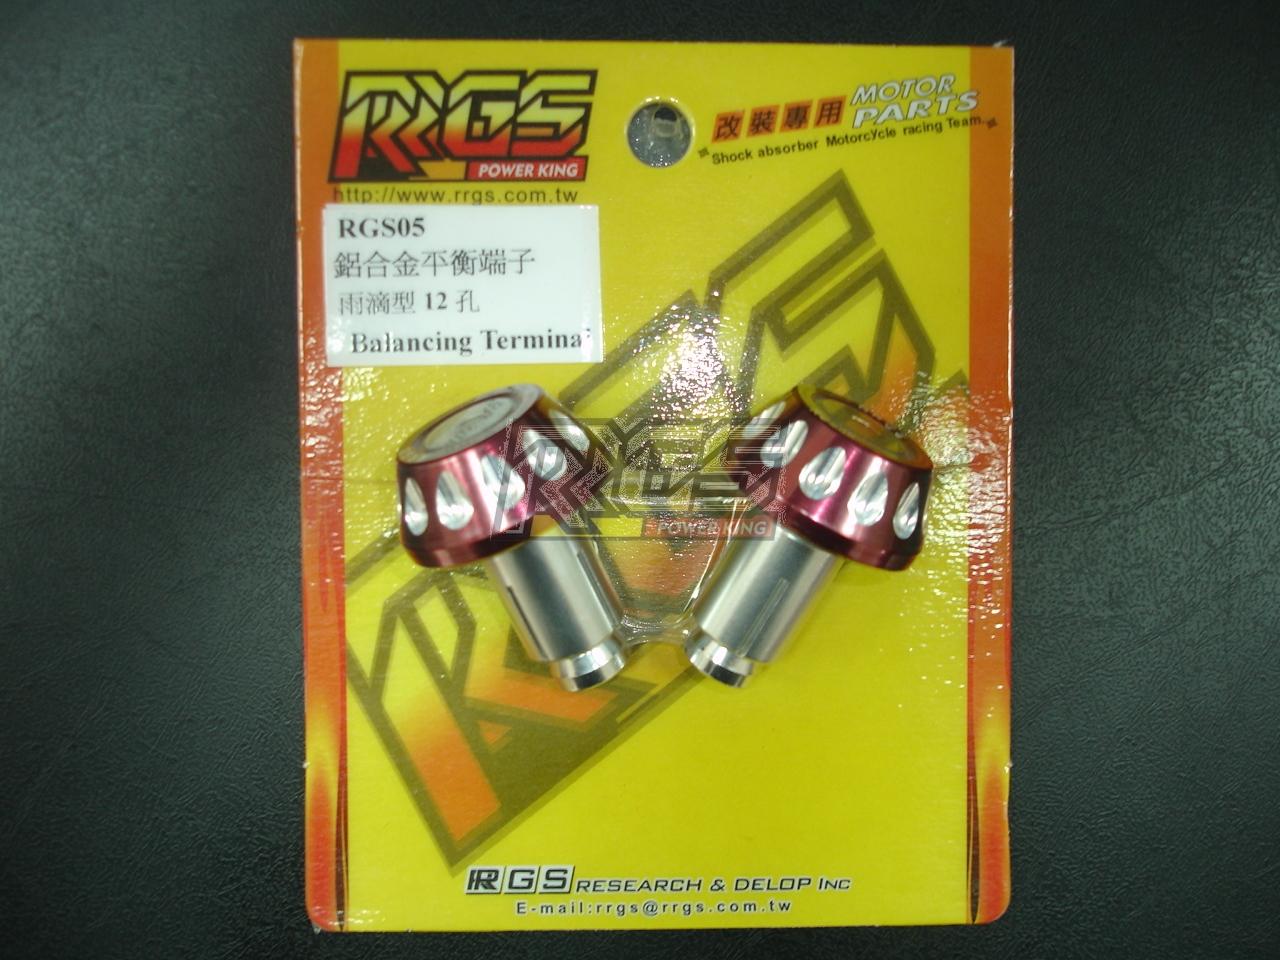 RRGS
POWER KING
http://www.rrgs.com.tw
改裝專用 MOTOR PARTS
Shock absorber Motorcycle racing Team.
RGS05
鋁合金平衡端子
雨滴型 12 孔
Balancing Terminal
RRGS
POWER KING
RRGS RESEARCH & DELOP INC
E-mail:rrgs@rrgs.com.tw